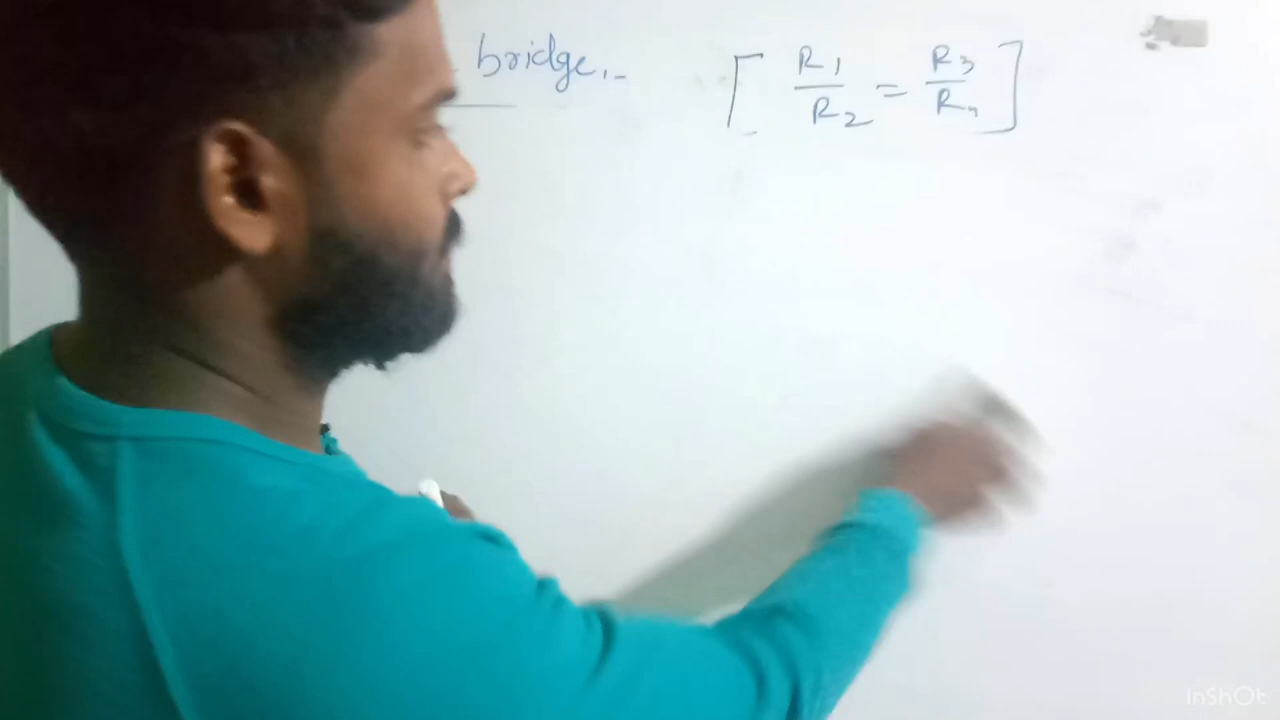 bridge.
[ R1/R2 = R3/R4 ]
InShOt